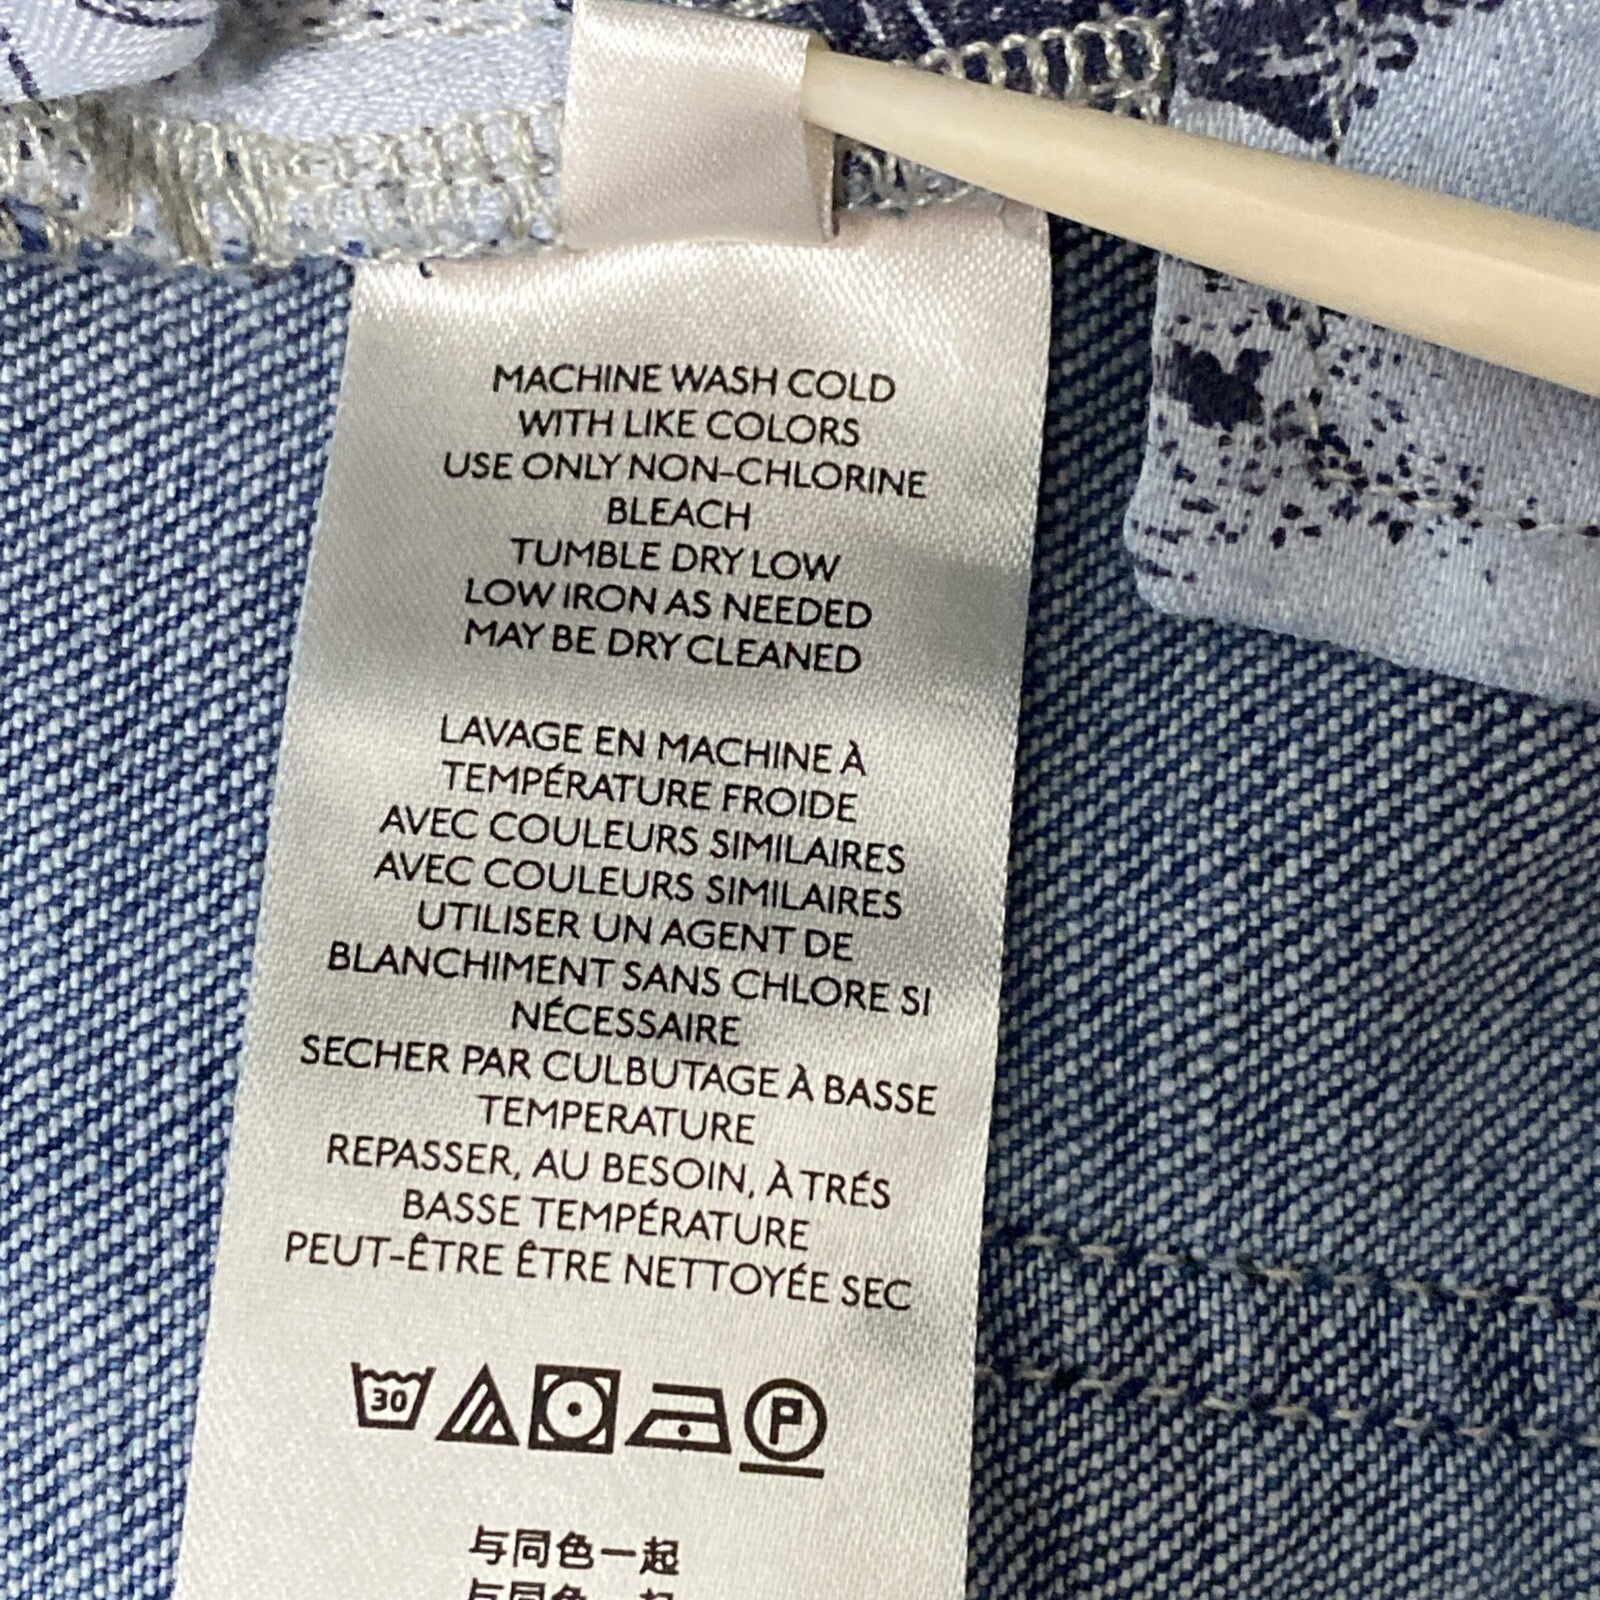 MACHINE WASH COLD
WITH LIKE COLORS
USE ONLY NON-CHLORINE
BLEACH
TUMBLE DRY LOW
LOW IRON AS NEEDED
MAY BE DRY CLEANED
LAVAGE EN MACHINE À
TEMPÉRATURE FROIDE
AVEC COULEURS SIMILAIRES
AVEC COULEURS SIMILAIRES
UTILISER UN AGENT DE
BLANCHIMENT SANS CHLORE SI
NÉCESSAIRE
SECHER PAR CULBUTAGE À BASSE
TEMPERATURE
REPASSER, AU BESOIN, À TRÉS
BASSE TEMPÉRATURE
PEUT-ÊTRE ÊTRE NETTOYÉE SEC
30 P
与同色一起